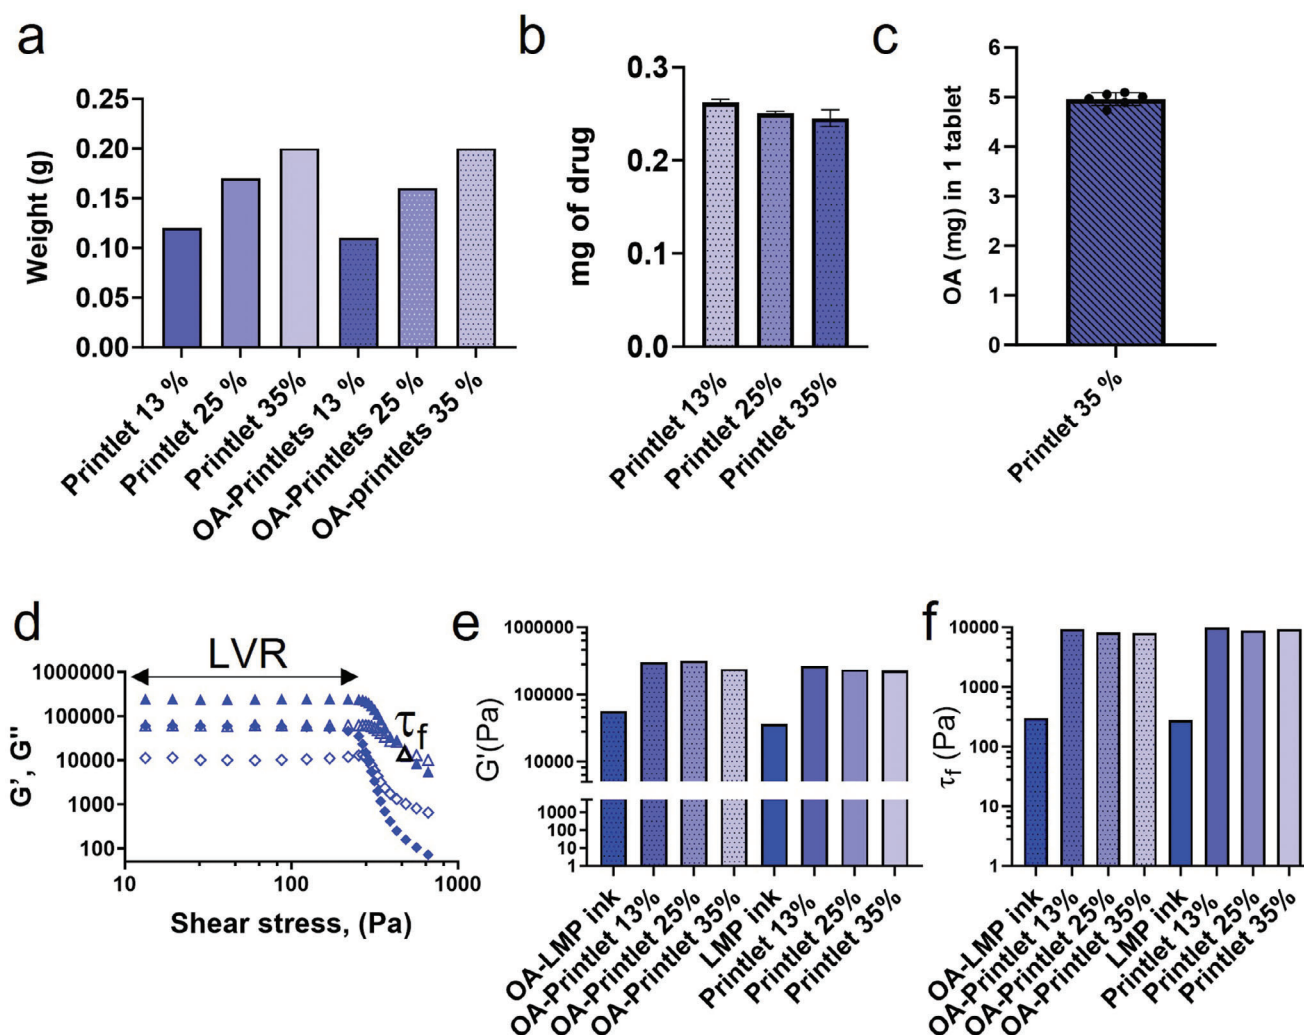 a
Weight (g)
0.25
0.20
0.15
0.10
0.05
0.00
Printlet 13 %
Printlet 25 %
Printlet 35%
OA-Printlets 13 %
OA-Printlets 25 %
OA-printlets 35 %
b
mg of drug
0.3
0.2
0.1
0.0
Printlet 13%
Printlet 25%
Printlet 35%
c
OA (mg) in 1 tablet
6
5
4
3
2
1
0
Printlet 35 %
d
LVR
τf
G', G''
1000000
100000
10000
1000
100
10
100
1000
Shear stress, (Pa)
e
G'(Pa)
1000000
100000
10000
1000
100
10
1
OA-LMP ink
OA-Printlet 13%
OA-Printlet 25%
OA-Printlet 35%
LMP ink
Printlet 13%
Printlet 25%
Printlet 35%
f
τf (Pa)
10000
1000
100
10
1
OA-LMP ink
OA-Printlet 13%
OA-Printlet 25%
OA-Printlet 35%
LMP ink
Printlet 13%
Printlet 25%
Printlet 35%